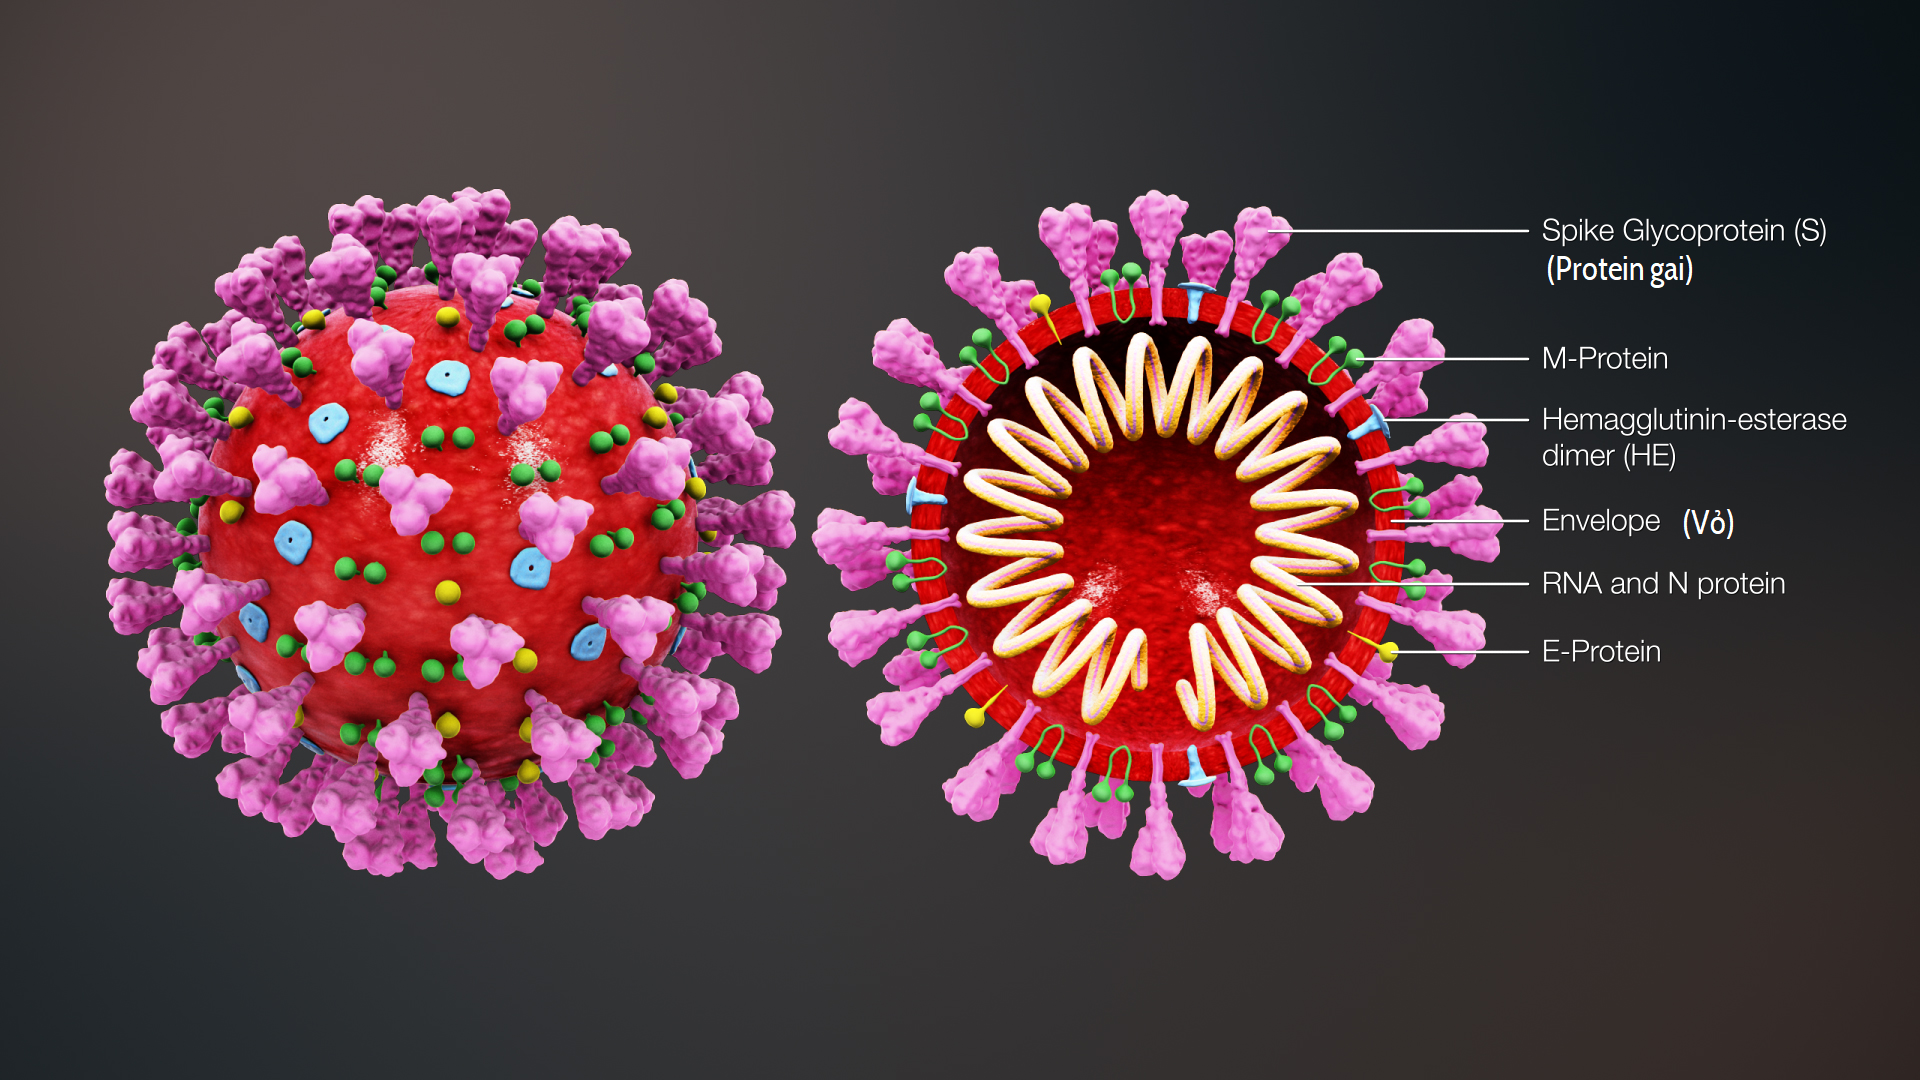 Spike Glycoprotein (S)
(Protein gai)
M-Protein
Hemagglutinin-esterase
dimer (HE)
Envelope (Vỏ)
RNA and N protein
E-Protein